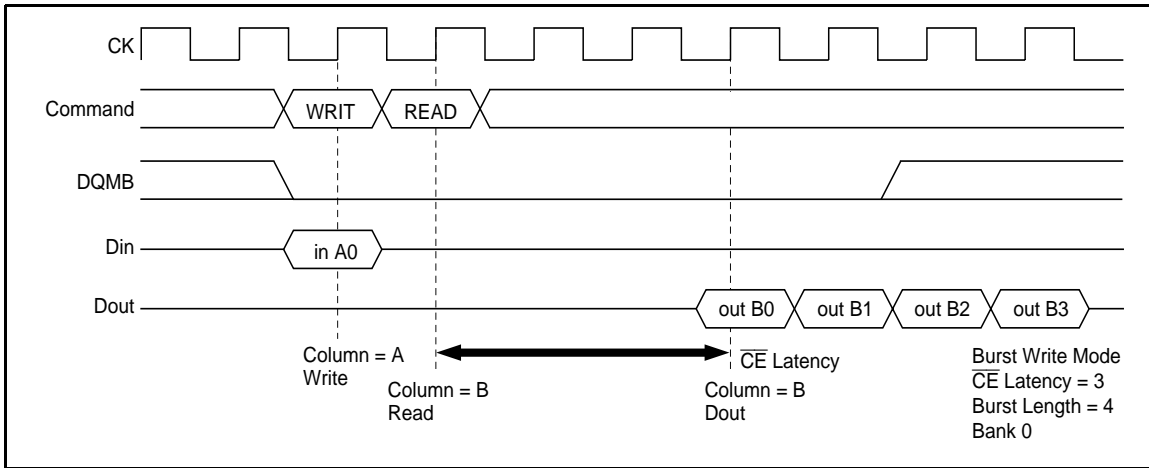 CK
Command WRIT READ
DQMB
Din in A0
Dout out B0 out B1 out B2 out B3
Column = A
Write
Column = B
Read
CE Latency
Column = B
Dout
Burst Write Mode
CE Latency = 3
Burst Length = 4
Bank 0